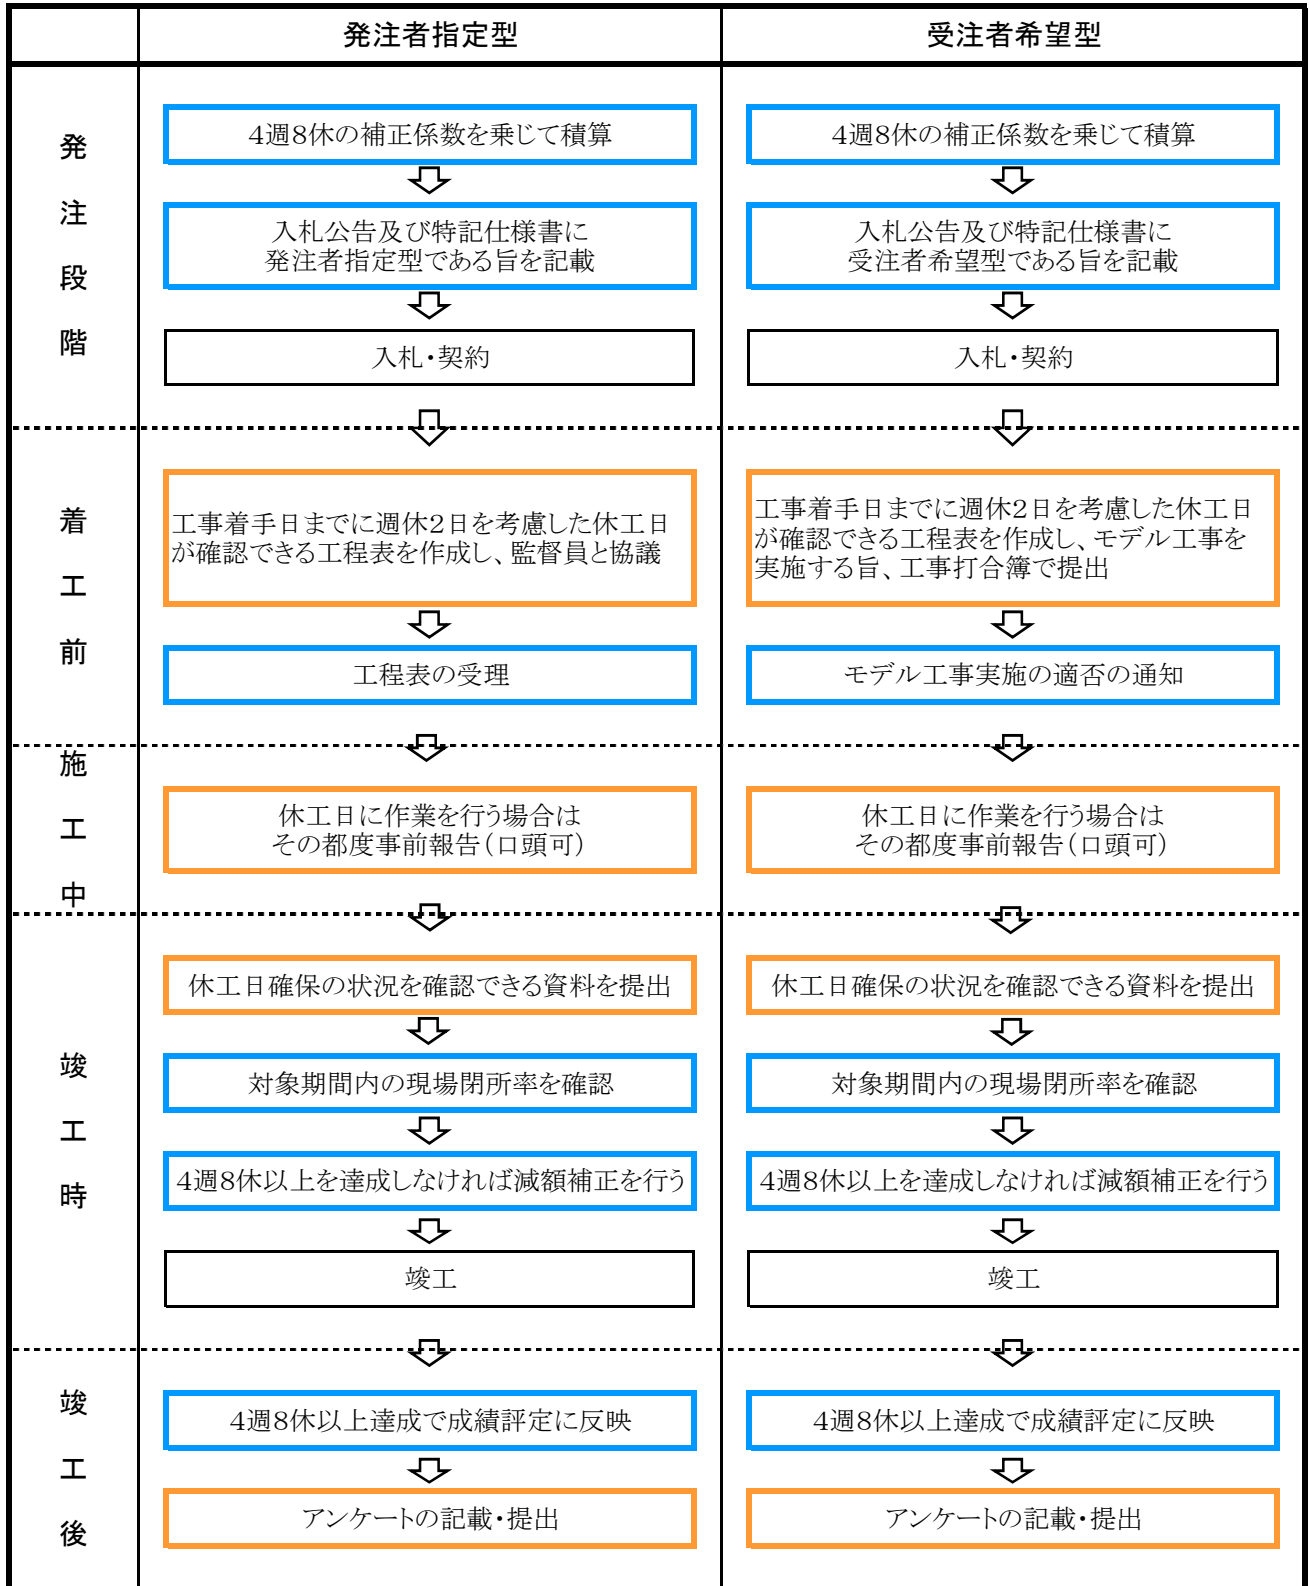 発注者指定型
受注者希望型
発注段階
4週8休の補正係数を乗じて積算
入札公告及び特記仕様書に
発注者指定型である旨を記載
入札・契約
4週8休の補正係数を乗じて積算
入札公告及び特記仕様書に
受注者希望型である旨を記載
入札・契約
着工前
工事着手日までに週休2日を考慮した休工日
が確認できる工程表を作成し、監督員と協議
工程表の受理
工事着手日までに週休2日を考慮した休工日
が確認できる工程表を作成し、モデル工事を
実施する旨、工事打合簿で提出
モデル工事実施の適否の通知
施工中
休工日に作業を行う場合は
その都度事前報告(口頭可)
休工日に作業を行う場合は
その都度事前報告(口頭可)
竣工時
休工日確保の状況を確認できる資料を提出
対象期間内の現場閉所率を確認
4週8休以上を達成しなければ減額補正を行う
竣工
休工日確保の状況を確認できる資料を提出
対象期間内の現場閉所率を確認
4週8休以上を達成しなければ減額補正を行う
竣工
竣工後
4週8休以上達成で成績評定に反映
アンケートの記載・提出
4週8休以上達成で成績評定に反映
アンケートの記載・提出